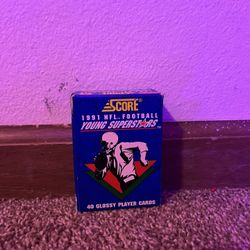 SCORE
1991 NFL FOOTBALL
YOUNG SUPERSTARS
40 GLOSSY PLAYER CARDS